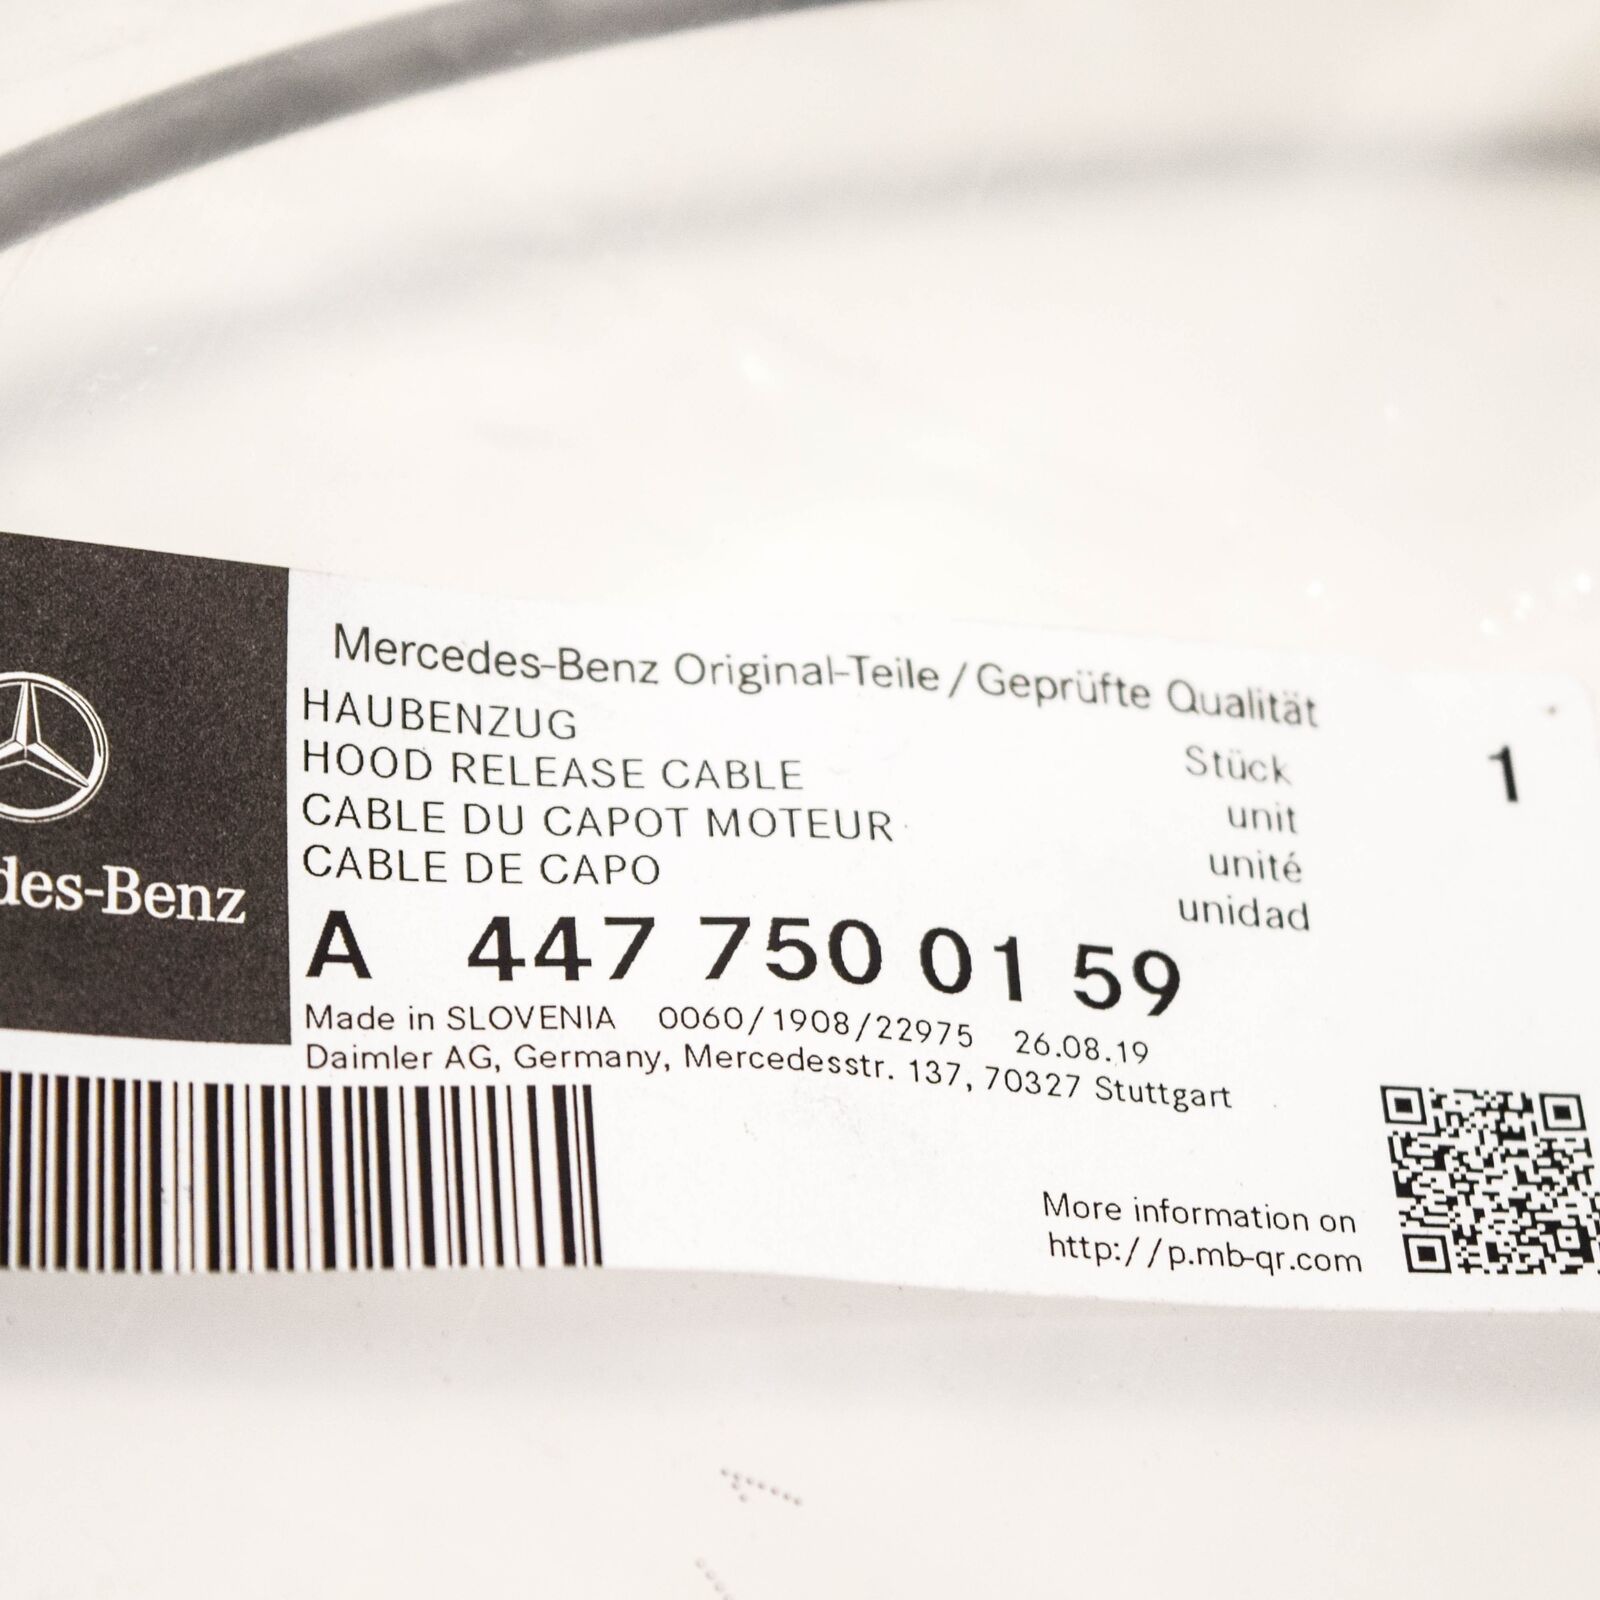 Mercedes-Benz Original-Teile / Geprüfte Qualität
HAUBENZUG
HOOD RELEASE CABLE
CABLE DU CAPOT MOTEUR
CABLE DE CAPO
Stück 1
unit
unité
unidad
des-Benz
A 447 750 01 59
Made in SLOVENIA 0060/1908/22975 26.08.19
Daimler AG, Germany, Mercedesstr. 137, 70327 Stuttgart
More information on
http://p.mb-qr.com